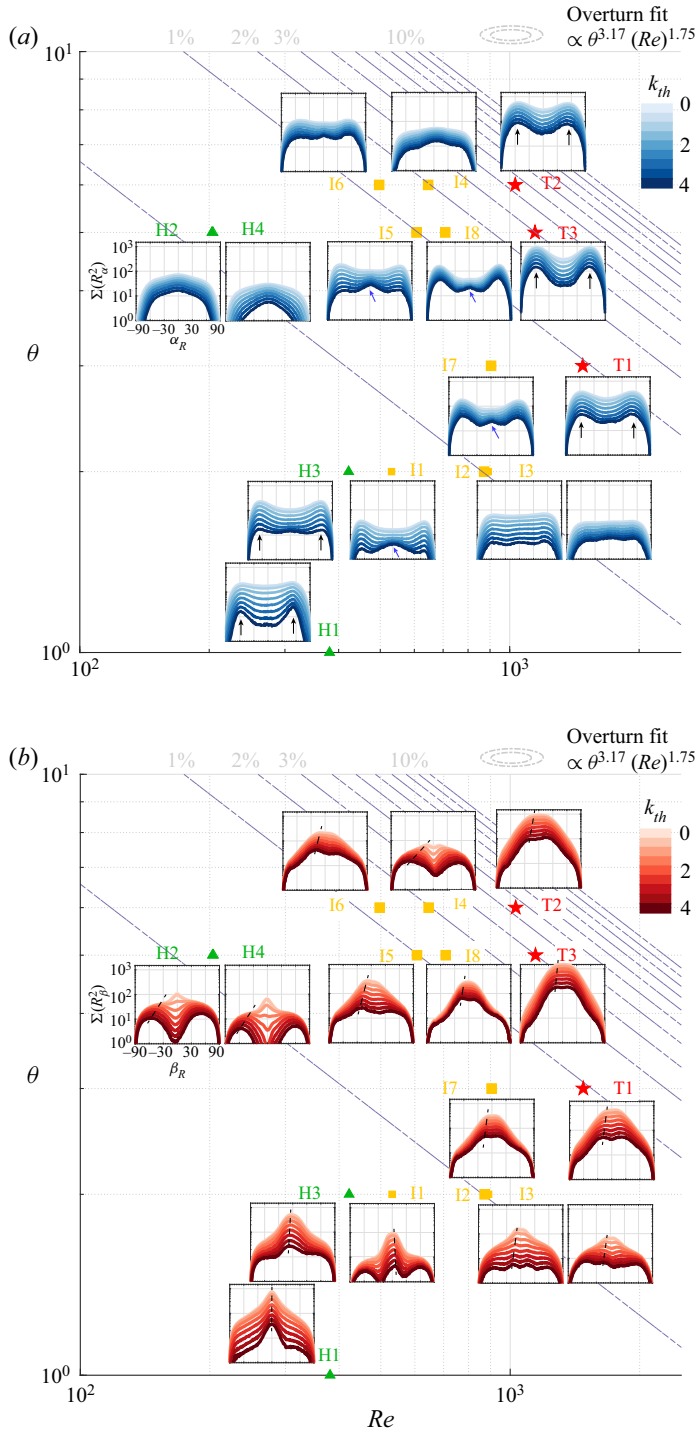 (a)
1%
2%
3%
10%
Overturn fit
∝ θ^3.17 (Re)^1.75
10^1
k_th
0
2
4
I6
I4
T2
H2
H4
I5
I8
T3
10^3
10^2
10^1
10^0
Σ(R_α^2)
−90
−30
30
90
α_R
θ
I7
T1
H3
I1
I2
I3
H1
10^0
10^2
10^3
(b)
1%
2%
3%
10%
Overturn fit
∝ θ^3.17 (Re)^1.75
10^1
k_th
0
2
4
I6
I4
T2
H2
H4
I5
I8
T3
10^3
10^2
10^1
10^0
Σ(R_β^2)
−90
−30
30
90
β_R
θ
I7
T1
H3
I1
I2
I3
H1
10^0
10^2
10^3
Re